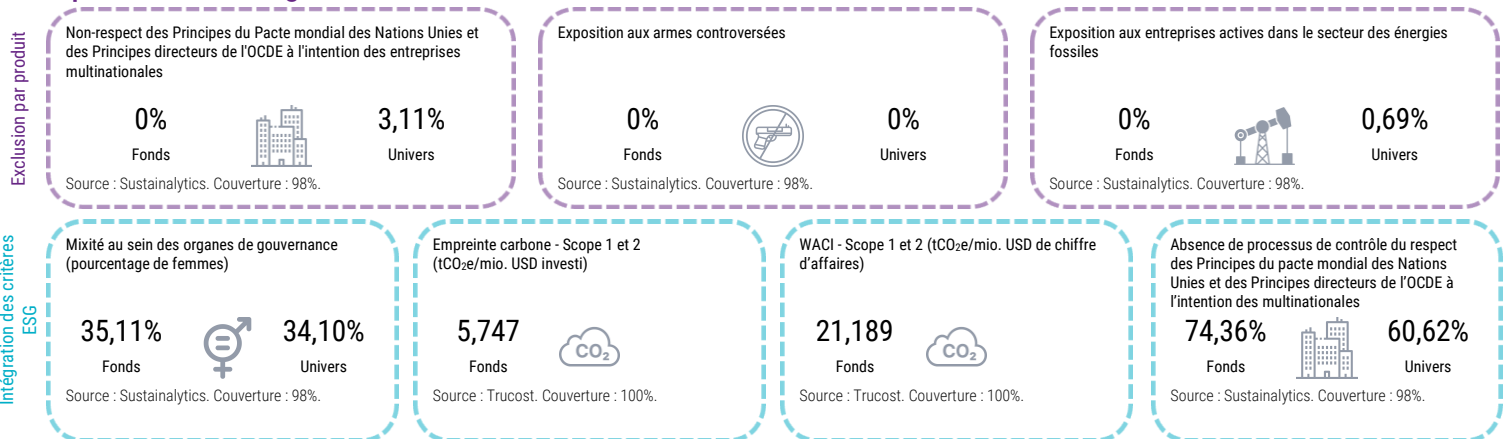 Exclusion par produit
Non-respect des Principes du Pacte mondial des Nations Unies et
des Principes directeurs de l'OCDE à l'intention des entreprises
multinationales
0%
Fonds
3,11%
Univers
Source : Sustainalytics. Couverture : 98%.
Exposition aux armes controversées
0%
Fonds
0%
Univers
Source : Sustainalytics. Couverture : 98%.
Exposition aux entreprises actives dans le secteur des énergies
fossiles
0%
Fonds
0,69%
Univers
Source : Sustainalytics. Couverture : 98%.
Intégration des critères
ESG
Mixité au sein des organes de gouvernance
(pourcentage de femmes)
35,11%
Fonds
34,10%
Univers
Source : Sustainalytics. Couverture : 98%.
Empreinte carbone - Scope 1 et 2
(tCO₂e/mio. USD investi)
5,747
Fonds
CO₂
Source : Trucost. Couverture : 100%.
WACI - Scope 1 et 2 (tCO₂e/mio. USD de chiffre
d’affaires)
21,189
Fonds
CO₂
Source : Trucost. Couverture : 100%.
Absence de processus de contrôle du respect
des Principes du pacte mondial des Nations
Unies et des Principes directeurs de l’OCDE à
l’intention des multinationales
74,36%
Fonds
60,62%
Univers
Source : Sustainalytics. Couverture : 98%.